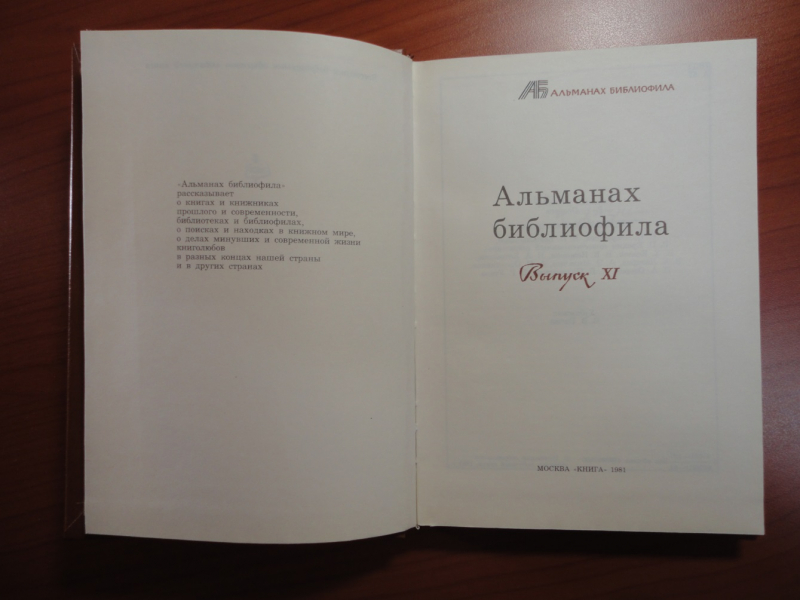 «Альманах библиофила»
рассказывает
о книгах и книжниках
прошлого и современности,
библиотеках и библиофилах,
о поисках и находках в книжном мире,
о делах минувших и современной жизни
книголюбов
в разных концах нашей страны
и в других странах
АБ АЛЬМАНАХ БИБЛИОФИЛА
Альманах
библиофила
Выпуск XI
МОСКВА «КНИГА» 1981